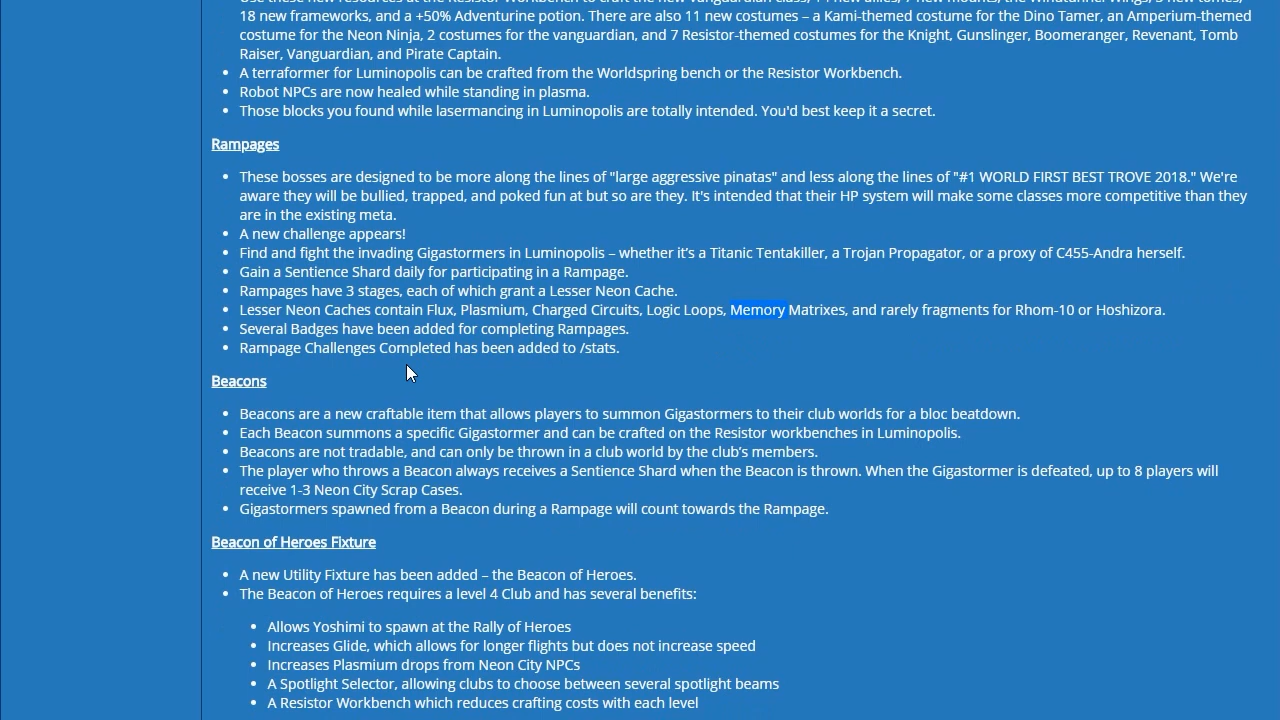 18 new frameworks, and a +50% Adventurine potion. There are also 11 new costumes – a Kami-themed costume for the Dino Tamer, an Amperium-themed
costume for the Neon Ninja, 2 costumes for the vanguardian, and 7 Resistor-themed costumes for the Knight, Gunslinger, Boomeranger, Revenant, Tomb
Raiser, Vanguardian, and Pirate Captain.
A terraformer for Luminopolis can be crafted from the Worldspring bench or the Resistor Workbench.
Robot NPCs are now healed while standing in plasma.
Those blocks you found while lasermancing in Luminopolis are totally intended. You'd best keep it a secret.
Rampages
These bosses are designed to be more along the lines of "large aggressive pinatas" and less along the lines of "#1 WORLD FIRST BEST TROVE 2018." We're
aware they will be bullied, trapped, and poked fun at but so are they. It's intended that their HP system will make some classes more competitive than they
are in the existing meta.
A new challenge appears!
Find and fight the invading Gigastormers in Luminopolis – whether it's a Titanic Tentakiller, a Trojan Propagator, or a proxy of C455-Andra herself.
Gain a Sentience Shard daily for participating in a Rampage.
Rampages have 3 stages, each of which grant a Lesser Neon Cache.
Lesser Neon Caches contain Flux, Plasmium, Charged Circuits, Logic Loops, Memory Matrixes, and rarely fragments for Rhom-10 or Hoshizora.
Several Badges have been added for completing Rampages.
Rampage Challenges Completed has been added to /stats.
Beacons
Beacons are a new craftable item that allows players to summon Gigastormers to their club worlds for a bloc beatdown.
Each Beacon summons a specific Gigastormer and can be crafted on the Resistor workbenches in Luminopolis.
Beacons are not tradable, and can only be thrown in a club world by the club's members.
The player who throws a Beacon always receives a Sentience Shard when the Beacon is thrown. When the Gigastormer is defeated, up to 8 players will
receive 1-3 Neon City Scrap Cases.
Gigastormers spawned from a Beacon during a Rampage will count towards the Rampage.
Beacon of Heroes Fixture
A new Utility Fixture has been added – the Beacon of Heroes.
The Beacon of Heroes requires a level 4 Club and has several benefits:
Allows Yoshimi to spawn at the Rally of Heroes
Increases Glide, which allows for longer flights but does not increase speed
Increases Plasmium drops from Neon City NPCs
A Spotlight Selector, allowing clubs to choose between several spotlight beams
A Resistor Workbench which reduces crafting costs with each level